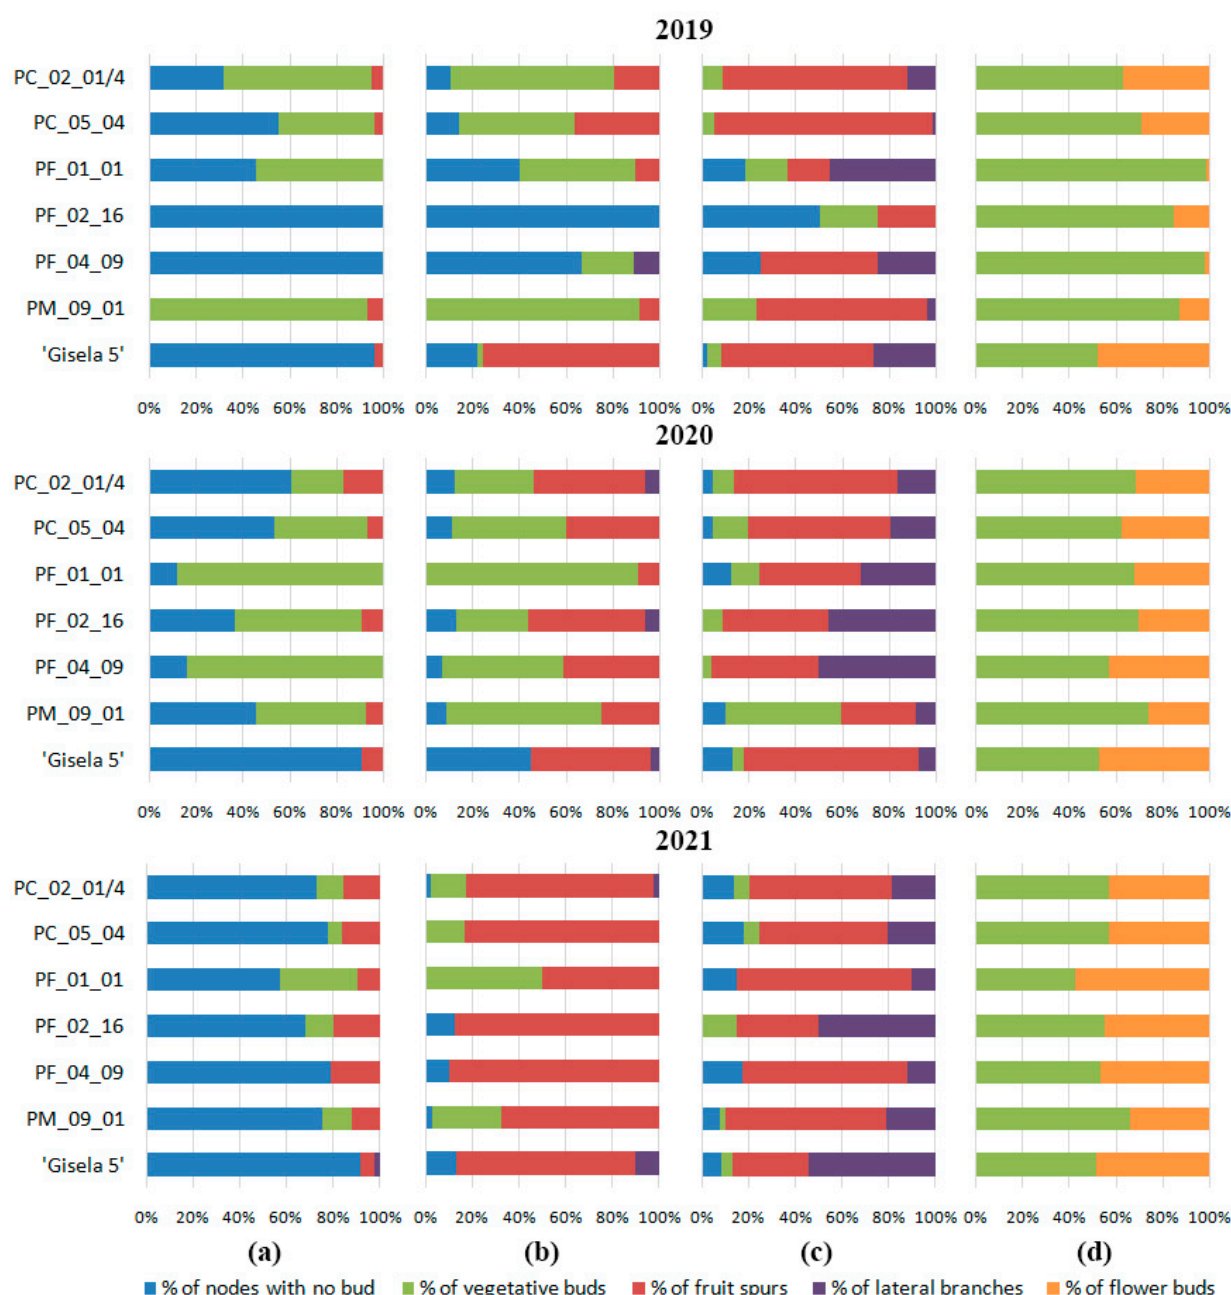 2019
PC_02_01/4
PC_05_04
PF_01_01
PF_02_16
PF_04_09
PM_09_01
'Gisela 5'
0% 20% 40% 60% 80% 100% 0% 20% 40% 60% 80% 100% 0% 20% 40% 60% 80% 100% 0% 20% 40% 60% 80% 100%
2020
PC_02_01/4
PC_05_04
PF_01_01
PF_02_16
PF_04_09
PM_09_01
'Gisela 5'
0% 20% 40% 60% 80% 100% 0% 20% 40% 60% 80% 100% 0% 20% 40% 60% 80% 100% 0% 20% 40% 60% 80% 100%
2021
PC_02_01/4
PC_05_04
PF_01_01
PF_02_16
PF_04_09
PM_09_01
'Gisela 5'
0% 20% 40% 60% 80% 100% 0% 20% 40% 60% 80% 100% 0% 20% 40% 60% 80% 100% 0% 20% 40% 60% 80% 100%
(a) (b) (c) (d)
% of nodes with no bud % of vegetative buds % of fruit spurs % of lateral branches % of flower buds